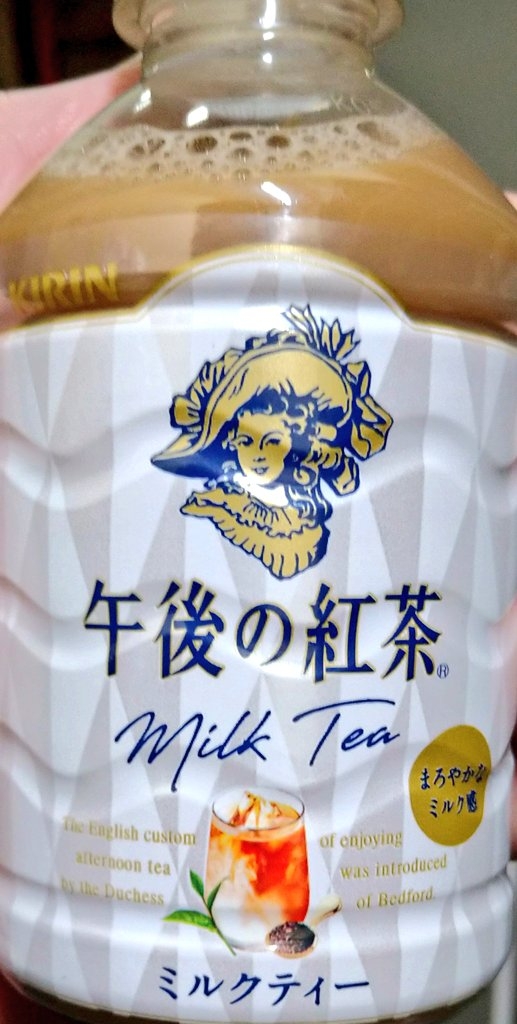 KIRIN
午後の紅茶®
Milk Tea
まろやかな
ミルク感
The English custom of enjoying
afternoon tea was introduced
by the Duchess of Bedford.
ミルクティー